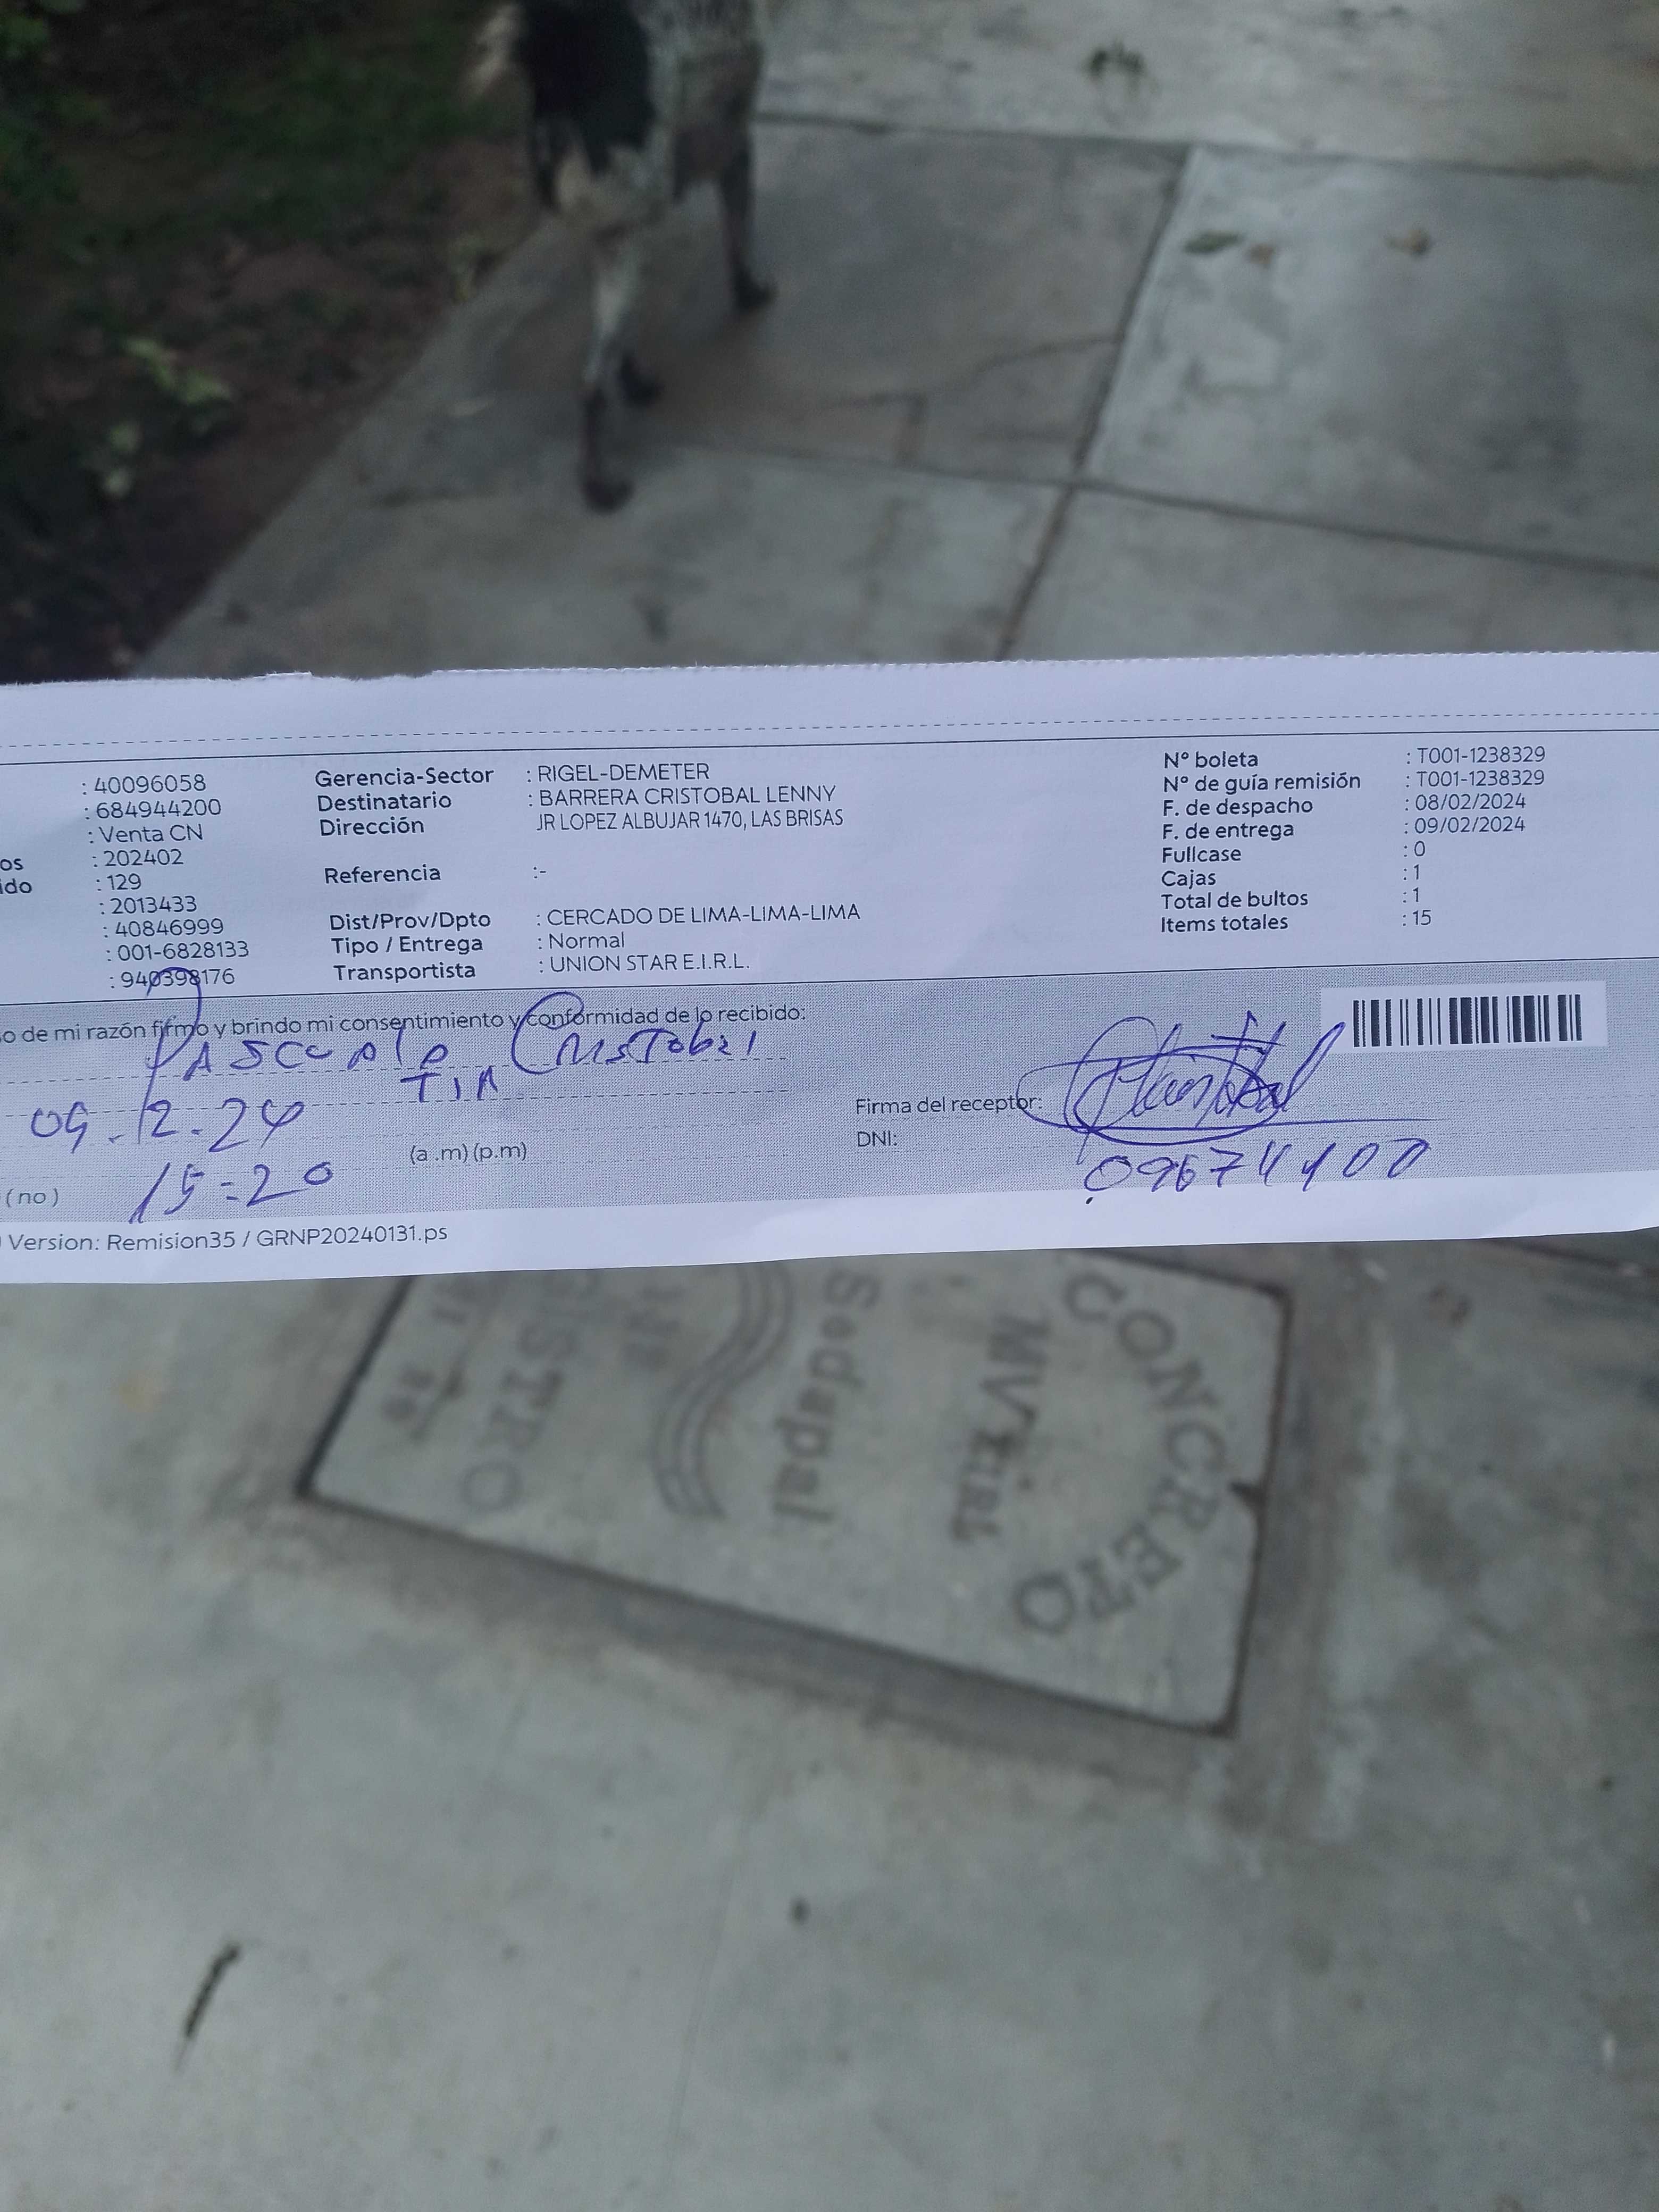 : 40096058
: 684944200
: Venta CN
os : 202402
ido : 129
: 2013433
: 40846999
: 001-6828133
: 940398176
Gerencia-Sector : RIGEL-DEMETER
Destinatario : BARRERA CRISTOBAL LENNY
Dirección JR LOPEZ ALBUJAR 1470, LAS BRISAS
Referencia :-
Dist/Prov/Dpto : CERCADO DE LIMA-LIMA-LIMA
Tipo / Entrega : Normal
Transportista : UNION STAR E.I.R.L.
Nº boleta : T001-1238329
Nº de guía remisión : T001-1238329
F. de despacho : 08/02/2024
F. de entrega : 09/02/2024
Fullcase : 0
Cajas : 1
Total de bultos : 1
Items totales : 15
o de mi razón firmo y brindo mi consentimiento y conformidad de lo recibido:
Cristobal
TIA
09.12.24
(a .m) (p.m)
(no) 15:20
Firma del receptor:
DNI:
Version: Remision35 / GRNP20240131.ps
CONCRETO
MV EIRL
Sedapal